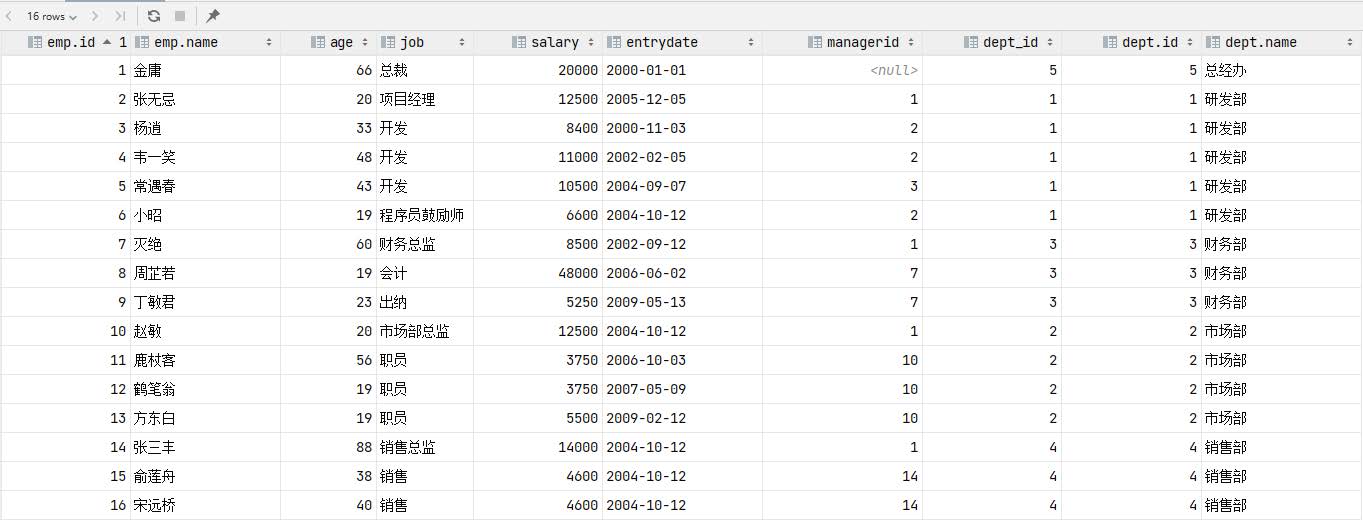 16 rows
emp.id 1 emp.name age job salary entrydate managerid dept_id dept.id dept.name
1 金庸 66 总裁 20000 2000-01-01 <null> 5 5 总经办
2 张无忌 20 项目经理 12500 2005-12-05 1 1 1 研发部
3 杨逍 33 开发 8400 2000-11-03 2 1 1 研发部
4 韦一笑 48 开发 11000 2002-02-05 2 1 1 研发部
5 常遇春 43 开发 10500 2004-09-07 3 1 1 研发部
6 小昭 19 程序员鼓励师 6600 2004-10-12 2 1 1 研发部
7 灭绝 60 财务总监 8500 2002-09-12 1 3 3 财务部
8 周芷若 19 会计 48000 2006-06-02 7 3 3 财务部
9 丁敏君 23 出纳 5250 2009-05-13 7 3 3 财务部
10 赵敏 20 市场部总监 12500 2004-10-12 1 2 2 市场部
11 鹿杖客 56 职员 3750 2006-10-03 10 2 2 市场部
12 鹤笔翁 19 职员 3750 2007-05-09 10 2 2 市场部
13 方东白 19 职员 5500 2009-02-12 10 2 2 市场部
14 张三丰 88 销售总监 14000 2004-10-12 1 4 4 销售部
15 俞莲舟 38 销售 4600 2004-10-12 14 4 4 销售部
16 宋远桥 40 销售 4600 2004-10-12 14 4 4 销售部